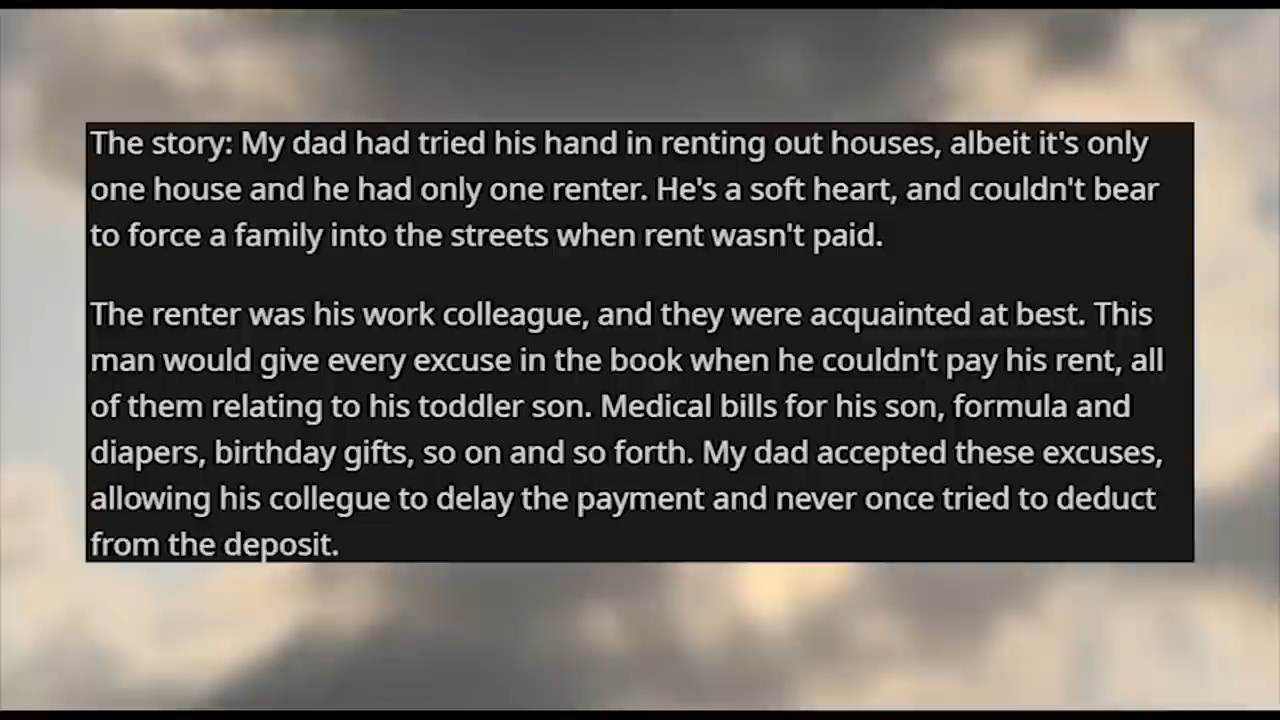 The story: My dad had tried his hand in renting out houses, albeit it's only
one house and he had only one renter. He's a soft heart, and couldn't bear
to force a family into the streets when rent wasn't paid.
The renter was his work colleague, and they were acquainted at best. This
man would give every excuse in the book when he couldn't pay his rent, all
of them relating to his toddler son. Medical bills for his son, formula and
diapers, birthday gifts, so on and so forth. My dad accepted these excuses,
allowing his collegue to delay the payment and never once tried to deduct
from the deposit.